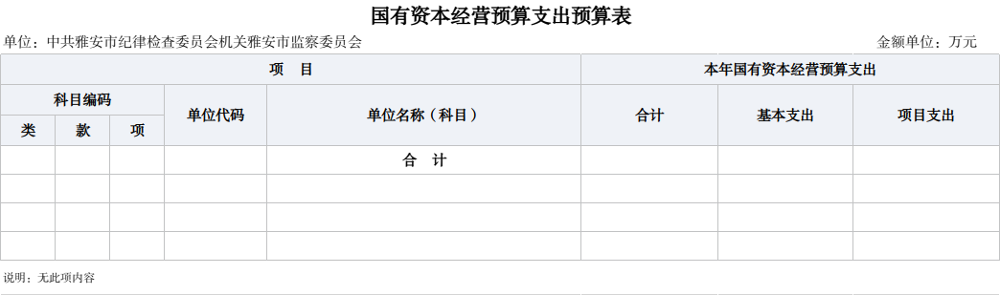 国有资本经营预算支出预算表
单位：中共雅安市纪律检查委员会机关雅安市监察委员会 金额单位：万元
项 目 本年国有资本经营预算支出
科目编码 单位代码 单位名称（科目） 合计 基本支出 项目支出
类 款 项
合 计
说明：无此项内容